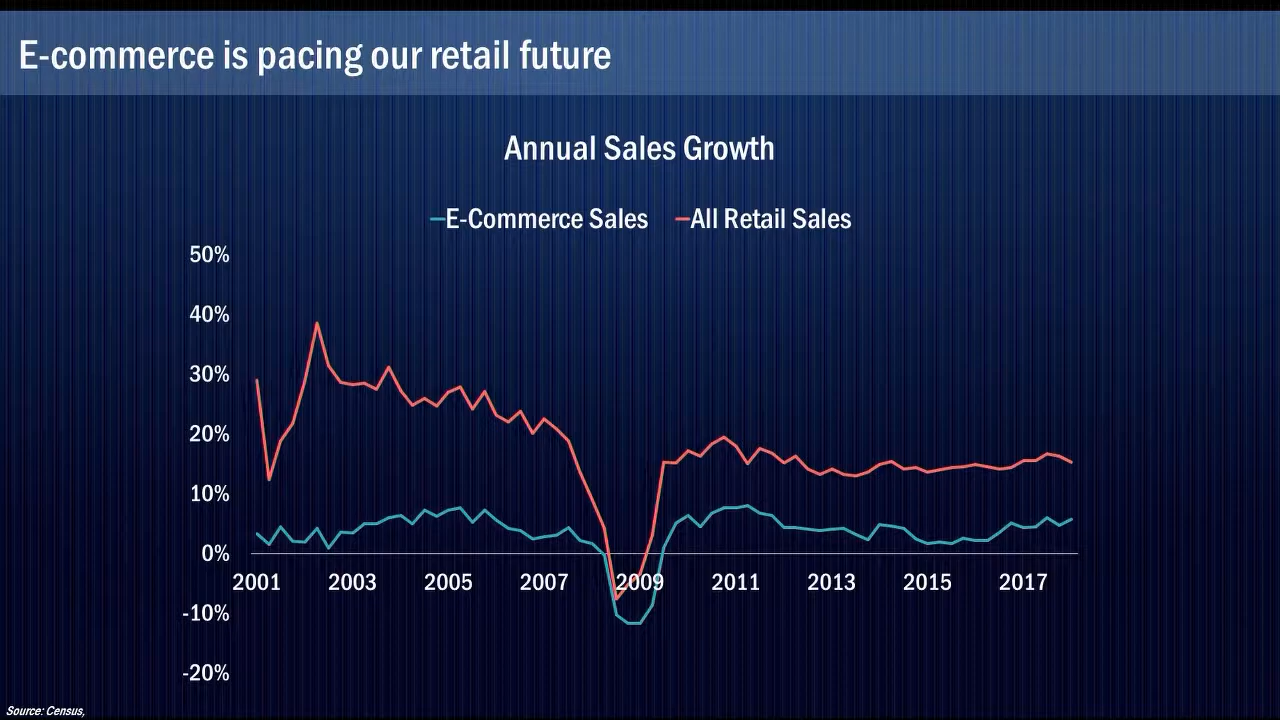 E-commerce is pacing our retail future
Annual Sales Growth
E-Commerce Sales All Retail Sales
50%
40%
30%
20%
10%
0%
2001 2003 2005 2007 2009 2011 2013 2015 2017
-10%
-20%
Source: Census,